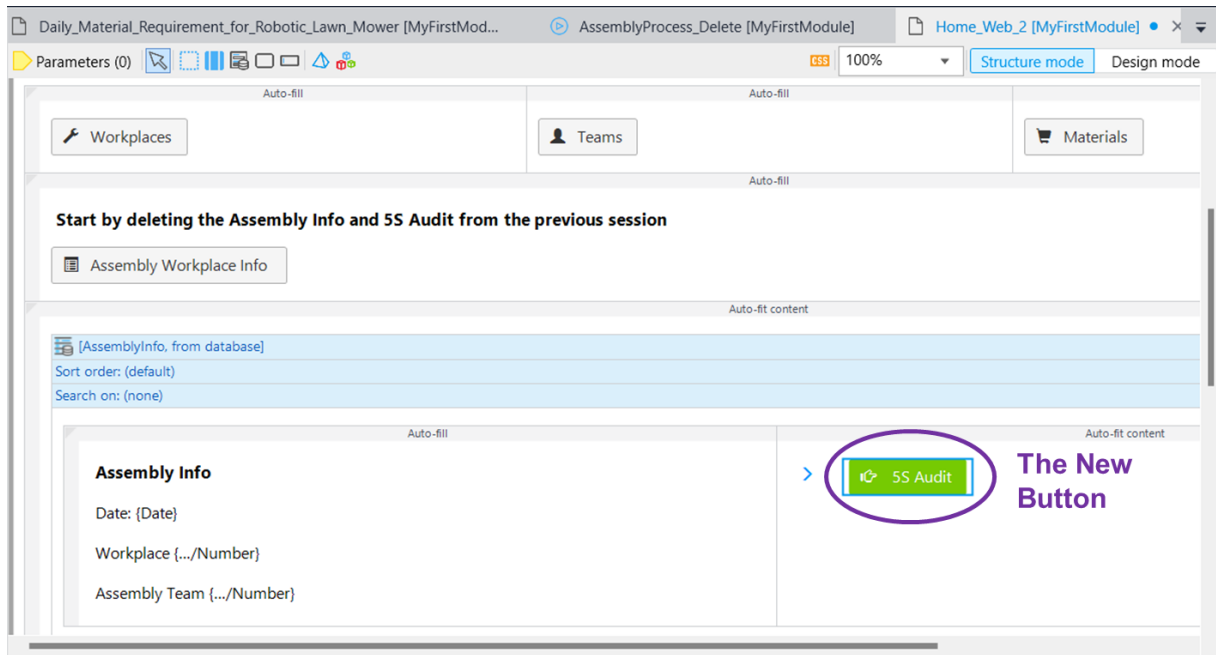 Daily_Material_Requirement_for_Robotic_Lawn_Mower [MyFirstMod... AssemblyProcess_Delete [MyFirstModule] Home_Web_2 [MyFirstModule]
Parameters (0) CSS 100% Structure mode Design mode
Auto-fill Auto-fill
Workplaces Teams Materials
Auto-fill
Start by deleting the Assembly Info and 5S Audit from the previous session
Assembly Workplace Info
Auto-fit content
[AssemblyInfo, from database]
Sort order: (default)
Search on: (none)
Auto-fill Auto-fit content
Assembly Info
5S Audit
The New
Button
Date: {Date}
Workplace {.../Number}
Assembly Team {.../Number}